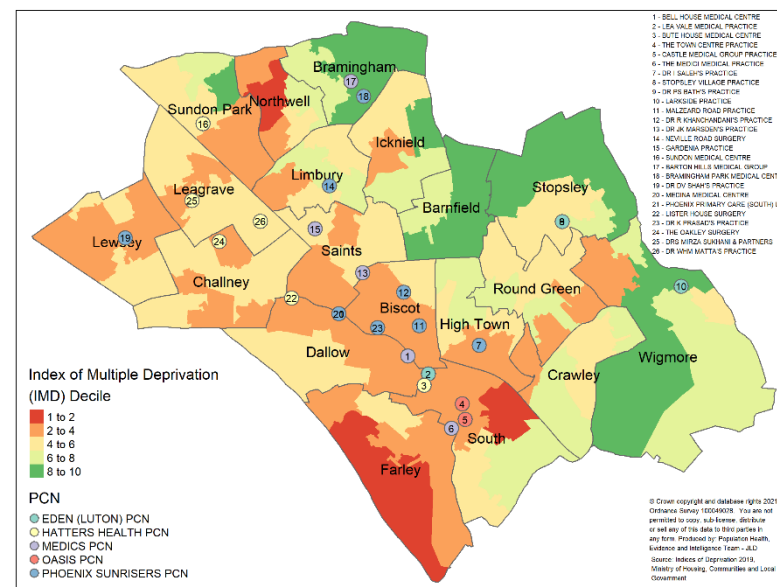 1 - BELL HOUSE MEDICAL CENTRE
2 - LEA VALE MEDICAL PRACTICE
3 - BUTE HOUSE MEDICAL CENTRE
4 - THE TOWN CENTRE PRACTICE
5 - CASTLE MEDICAL GROUP PRACTICE
6 - THE MEDICI MEDICAL PRACTICE
7 - DR I SALEH'S PRACTICE
8 - STOPSLEY VILLAGE PRACTICE
9 - DR PS BATH'S PRACTICE
10 - LARKSIDE PRACTICE
11 - MALZEARD ROAD PRACTICE
12 - DR R KHANCHANDANI'S PRACTICE
13 - DR JK MARSDEN'S PRACTICE
14 - NEVILLE ROAD SURGERY
15 - GARDENIA PRACTICE
16 - SUNDON MEDICAL CENTRE
17 - BARTON HILLS MEDICAL GROUP
18 - BRAMINGHAM PARK MEDICAL CENT
19 - DR DV SHAH'S PRACTICE
20 - MEDINA MEDICAL CENTRE
21 - PHOENIX PRIMARY CARE (SOUTH) L
22 - LISTER HOUSE SURGERY
23 - DR K PRASAD'S PRACTICE
24 - THE OAKLEY SURGERY
25 - DRS MIRZA SUKHANI & PARTNERS
26 - DR WHM MATTA'S PRACTICE
Bramingham
17
18
Northwell
Sundon Park
16
Icknield
Limbury
14
Leagrave
25
Barnfield
Stopsley
8
Lewsey
19
26
24
15
Saints
Challney
13
Round Green
10
22
12
Biscot
20
23
11
High Town
7
Dallow
1
Wigmore
Crawley
2
3
4
5
6
South
Farley
Index of Multiple Deprivation
(IMD) Decile
1 to 2
2 to 4
4 to 6
6 to 8
8 to 10
PCN
EDEN (LUTON) PCN
HATTERS HEALTH PCN
MEDICS PCN
OASIS PCN
PHOENIX SUNRISERS PCN
© Crown copyright and database rights 2021
Ordnance Survey 100049028. You are not
permitted to copy, sub-license, distribute
or sell any of this data to third parties in
any form. Produced by: Population Health,
Evidence and Intelligence Team - JLD
Source: Indices of Deprivation 2019,
Ministry of Housing, Communities and Local
Government